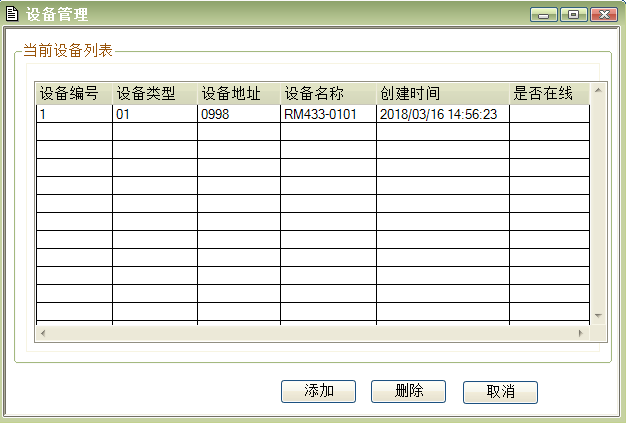 设备管理
当前设备列表
设备编号 设备类型 设备地址 设备名称 创建时间 是否在线
1 01 0998 RM433-0101 2018/03/16 14:56:23
添加 删除 取消